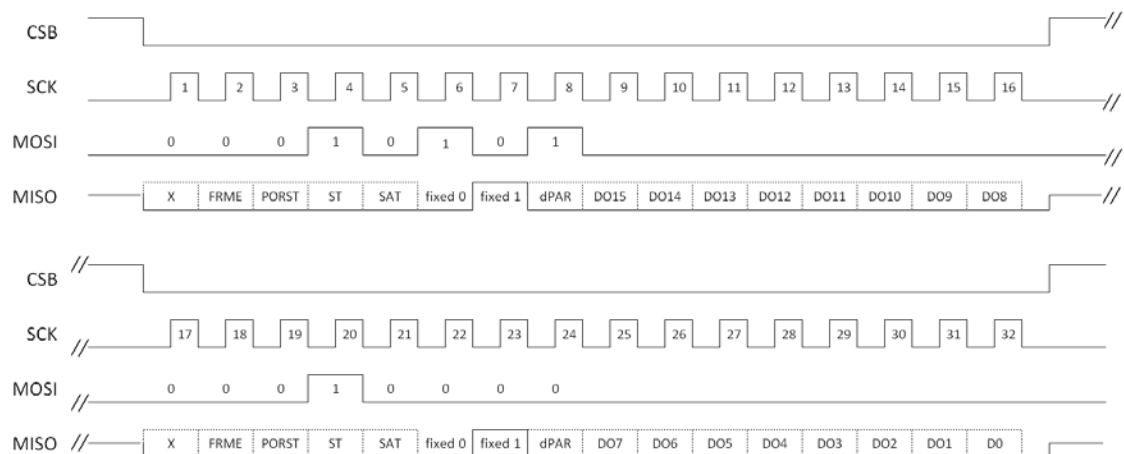 CSB
SCK 1 2 3 4 5 6 7 8 9 10 11 12 13 14 15 16
MOSI 0 0 0 1 0 1 0 1
MISO X FRME PORST ST SAT fixed 0 fixed 1 dPAR DO15 DO14 DO13 DO12 DO11 DO10 DO9 DO8
CSB
SCK 17 18 19 20 21 22 23 24 25 26 27 28 29 30 31 32
MOSI 0 0 0 1 0 0 0 0
MISO X FRME PORST ST SAT fixed 0 fixed 1 dPAR DO7 DO6 DO5 DO4 DO3 DO2 DO1 D0